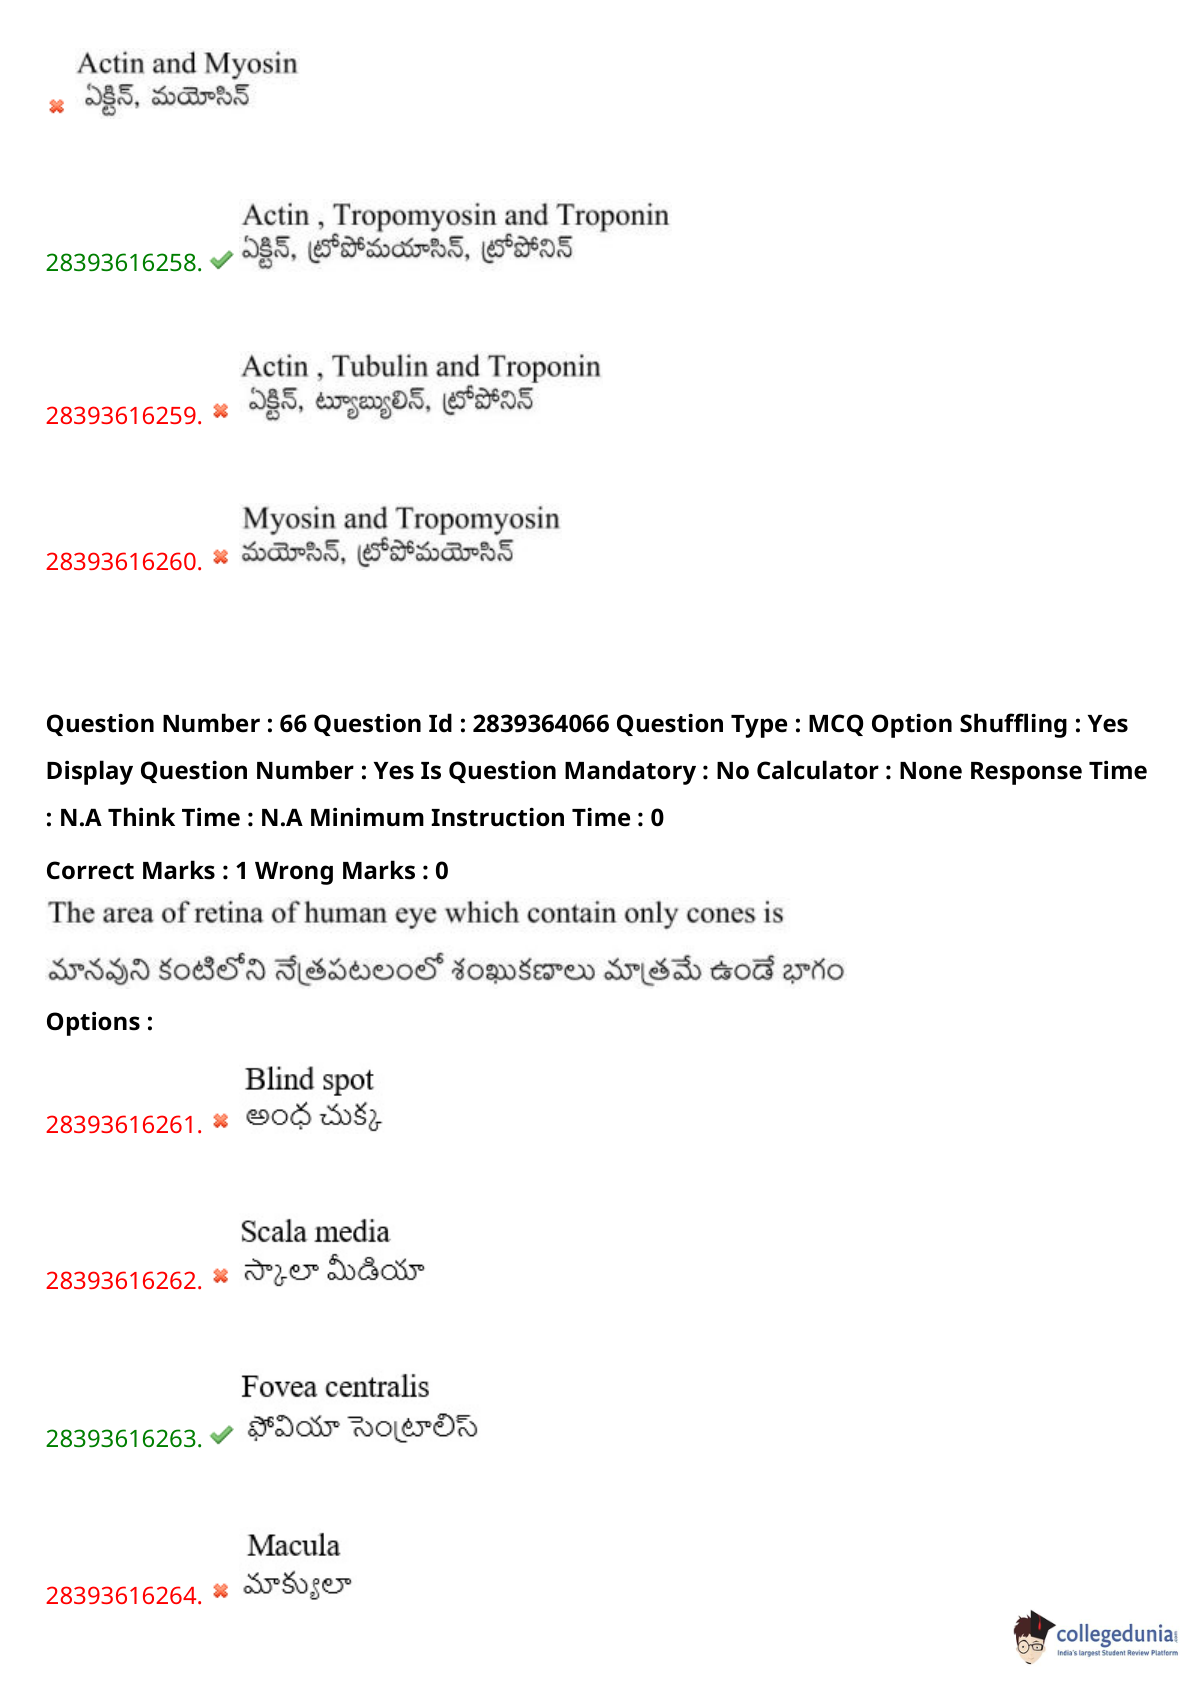 Actin and Myosin
ఏక్టిన్, మయోసిన్
Actin , Tropomyosin and Troponin
28393616258. ఏక్టిన్, ట్రోపోమయాసిన్, ట్రోపోనిన్
Actin , Tubulin and Troponin
28393616259. ఏక్టిన్, ట్యూబ్యులిన్, ట్రోపోనిన్
Myosin and Tropomyosin
28393616260. మయోసిన్, ట్రోపోమయోసిన్
Question Number : 66 Question Id : 2839364066 Question Type : MCQ Option Shuffling : Yes
Display Question Number : Yes Is Question Mandatory : No Calculator : None Response Time
: N.A Think Time : N.A Minimum Instruction Time : 0
Correct Marks : 1 Wrong Marks : 0
The area of retina of human eye which contain only cones is
మానవుని కంటిలోని నేత్రపటలంలో శంఖుకణాలు మాత్రమే ఉండే భాగం
Options :
Blind spot
28393616261. అంధ చుక్క
Scala media
28393616262. స్కాలా మీడియా
Fovea centralis
28393616263. ఫోవియా సెంట్రాలిస్
Macula
28393616264. మాక్యులా
collegedunia.com
India's largest Student Review Platform